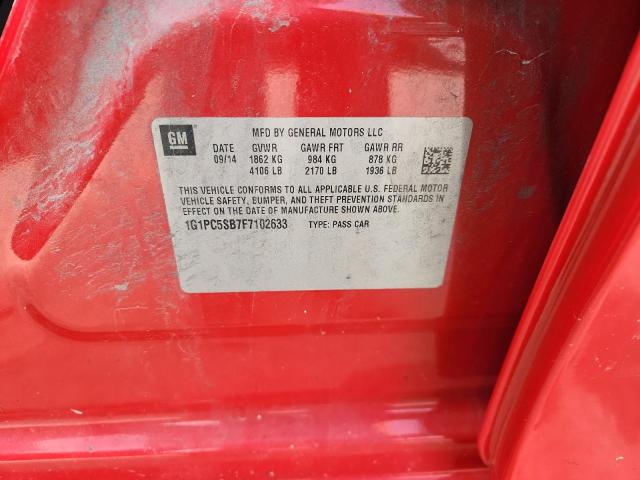 GM
MFD BY GENERAL MOTORS LLC
DATE GVWR GAWR FRT GAWR RR
09/14 1862 KG 984 KG 878 KG
4106 LB 2170 LB 1936 LB
THIS VEHICLE CONFORMS TO ALL APPLICABLE U.S. FEDERAL MOTOR
VEHICLE SAFETY, BUMPER, AND THEFT PREVENTION STANDARDS IN
EFFECT ON THE DATE OF MANUFACTURE SHOWN ABOVE.
1G1PC5SB7F7102633 TYPE: PASS CAR